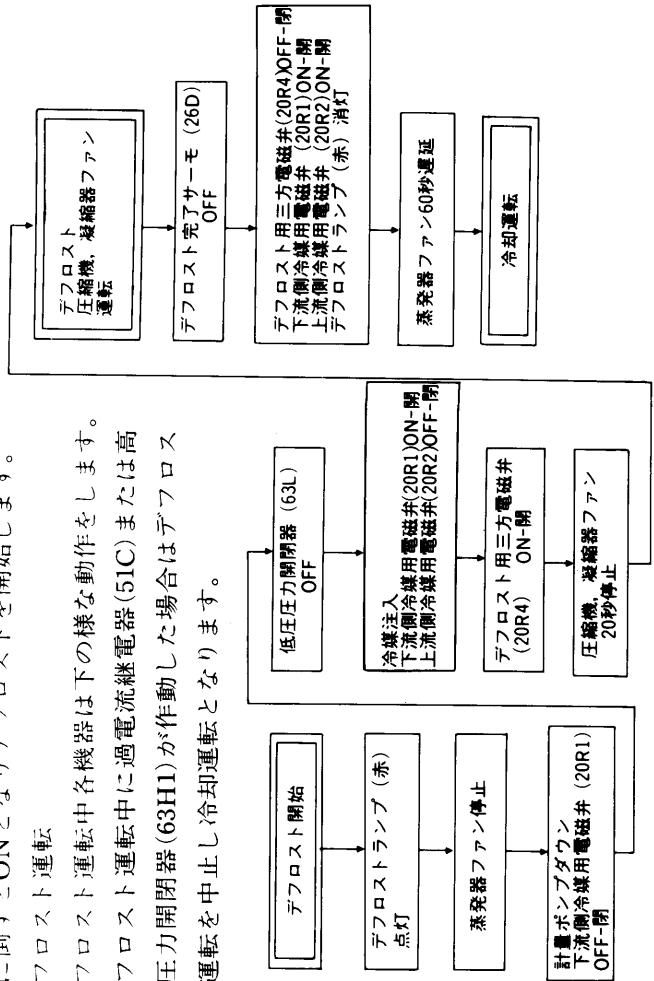 に倒すとONとなりデフロストを開始します。
フロスト運転
フロスト運転中各機器は下の様な動作をします。
フロスト運転中に過電流継電器(51C)または高
圧力開閉器(63H1)が作動した場合はデフロス
運転を中止し冷却運転となります。
デフロスト開始
デフロストランプ(赤)
点灯
蒸発器ファン停止
計量ポンプダウン
下流側冷媒用電磁弁(20R1)
OFF-閉
低圧圧力開閉器(63L)
OFF
冷媒注入
下流側冷媒用電磁弁(20R1)ON-開
上流側冷媒用電磁弁(20R2)OFF-閉
デフロスト用三方電磁弁
(20R4) ON-開
圧縮機,凝縮器ファン
20秒停止
デフロスト
圧縮機,凝縮器ファン
運転
デフロスト完了サーモ(26D)
OFF
デフロスト用三方電磁弁(20R4)OFF-閉
下流側冷媒用電磁弁(20R1)ON-開
上流側冷媒用電磁弁(20R2)ON-開
デフロストランプ(赤)消灯
蒸発器ファン60秒遅延
冷却運転